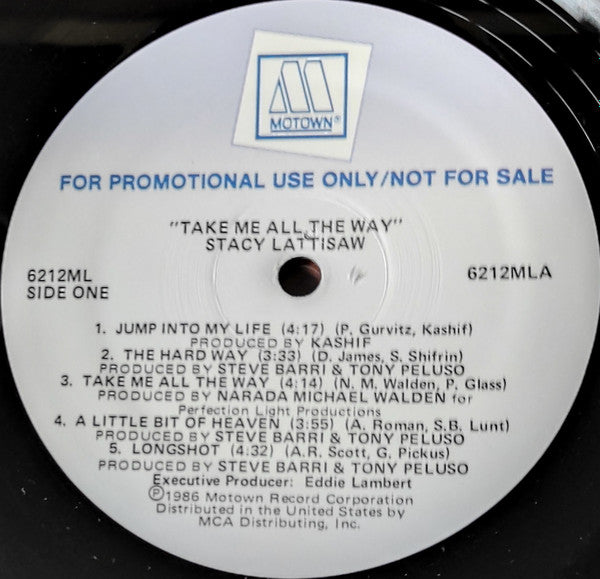 MOTOWN®
FOR PROMOTIONAL USE ONLY/NOT FOR SALE
"TAKE ME ALL THE WAY"
STACY LATTISAW
6212ML
SIDE ONE
6212MLA
1. JUMP INTO MY LIFE (4:17) (P. Gurvitz, Kashif)
PRODUCED BY KASHIF
2. THE HARD WAY (3:33) (D. James, S. Shifrin)
PRODUCED BY STEVE BARRI & TONY PELUSO
3. TAKE ME ALL THE WAY (4:14) (N. M. Walden, P. Glass)
PRODUCED BY NARADA MICHAEL WALDEN for
Perfection Light Productions
4. A LITTLE BIT OF HEAVEN (3:55) (A. Roman, S.B. Lunt)
PRODUCED BY STEVE BARRI & TONY PELUSO
5. LONGSHOT (4:32) (A.R. Scott, G. Pickus)
PRODUCED BY STEVE BARRI & TONY PELUSO
Executive Producer: Eddie Lambert
℗1986 Motown Record Corporation
Distributed in the United States by
MCA Distributing, Inc.